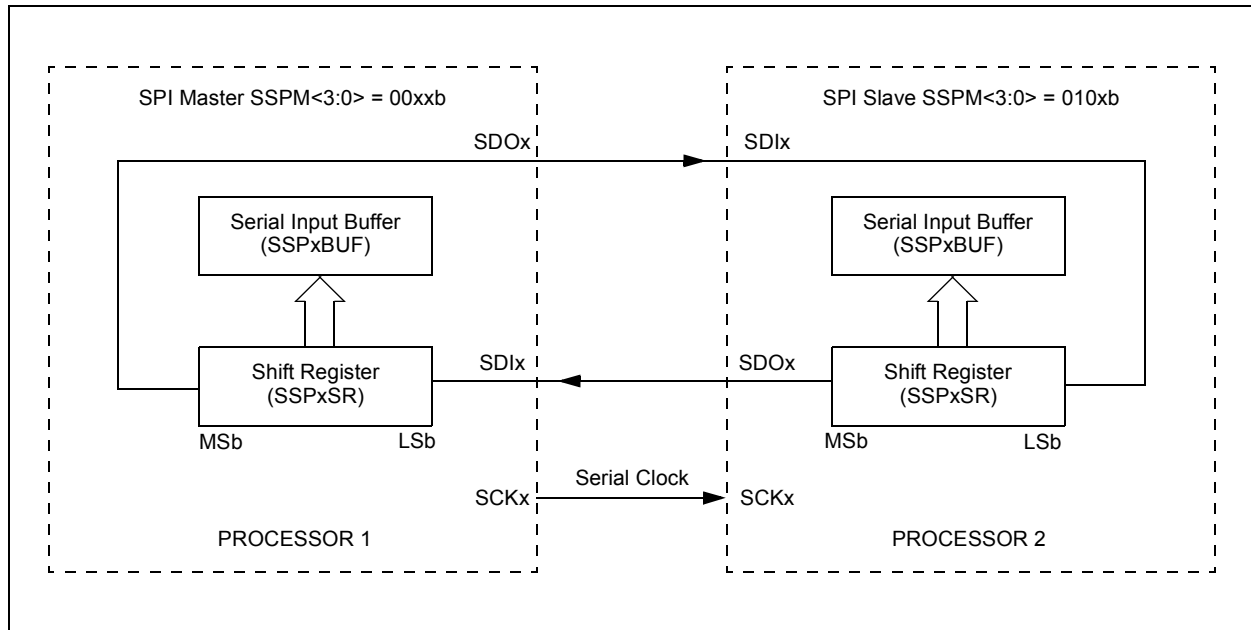 SPI Master SSPM<3:0> = 00xxb
SPI Slave SSPM<3:0> = 010xb
SDOx
SDIx
Serial Input Buffer
(SSPxBUF)
Serial Input Buffer
(SSPxBUF)
Shift Register
(SSPxSR)
SDIx
SDOx
Shift Register
(SSPxSR)
MSb
LSb
MSb
LSb
Serial Clock
SCKx
SCKx
PROCESSOR 1
PROCESSOR 2